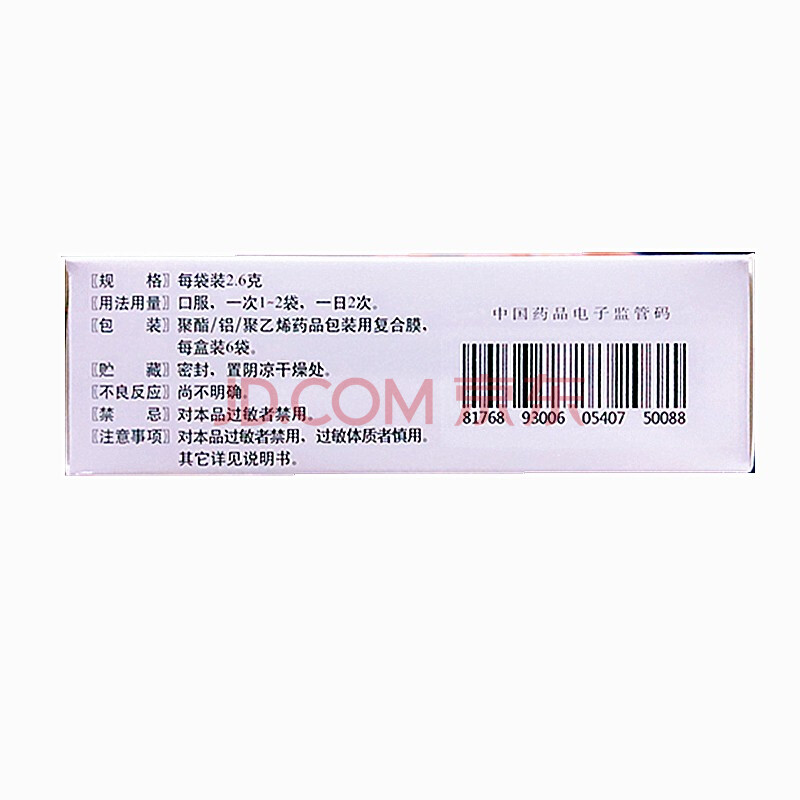 〖规　　格〗每袋装2.6克
〖用法用量〗口服、一次1~2袋、一日2次。
〖包　　装〗聚酯/铝/聚乙烯药品包装用复合膜、
每盒装6袋。
〖贮　　藏〗密封、置阴凉干燥处。
〖不良反应〗尚不明确。
〖禁　　忌〗对本品过敏者禁用。
〖注意事项〗对本品过敏者禁用、过敏体质者慎用。
其它详见说明书。
中国药品电子监管码
81768 93006 05407 50088
JD.COM 京东